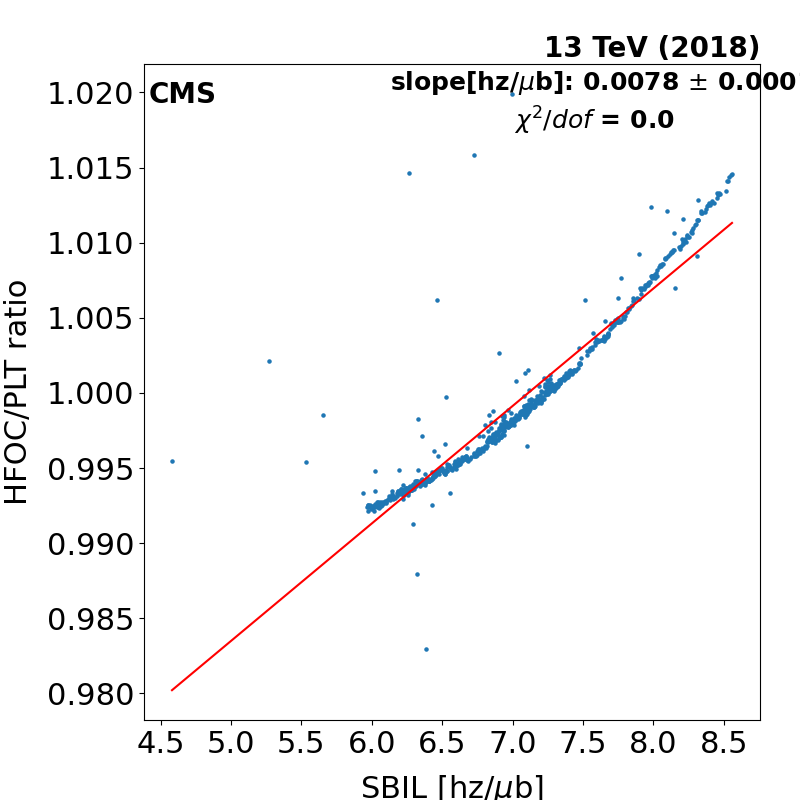 13 TeV (2018)
CMS
slope[hz/μb]: 0.0078 ± 0.000
χ²/dof = 0.0
HFOC/PLT ratio
1.020
1.015
1.010
1.005
1.000
0.995
0.990
0.985
0.980
4.5 5.0 5.5 6.0 6.5 7.0 7.5 8.0 8.5
SBIL [hz/μb]